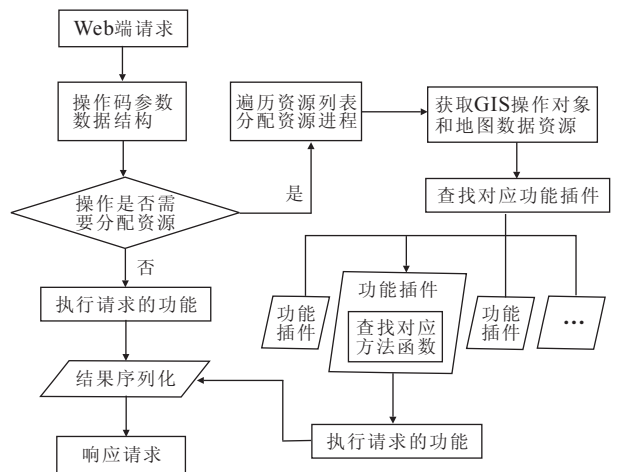 Web端请求
操作码参数
数据结构
操作是否需
要分配资源
是
否
执行请求的功能
结果序列化
响应请求
遍历资源列表
分配资源进程
获取GIS操作对象
和地图数据资源
查找对应功能插件
功能
插件
功能插件
查找对应
方法函数
功能
插件
...
执行请求的功能